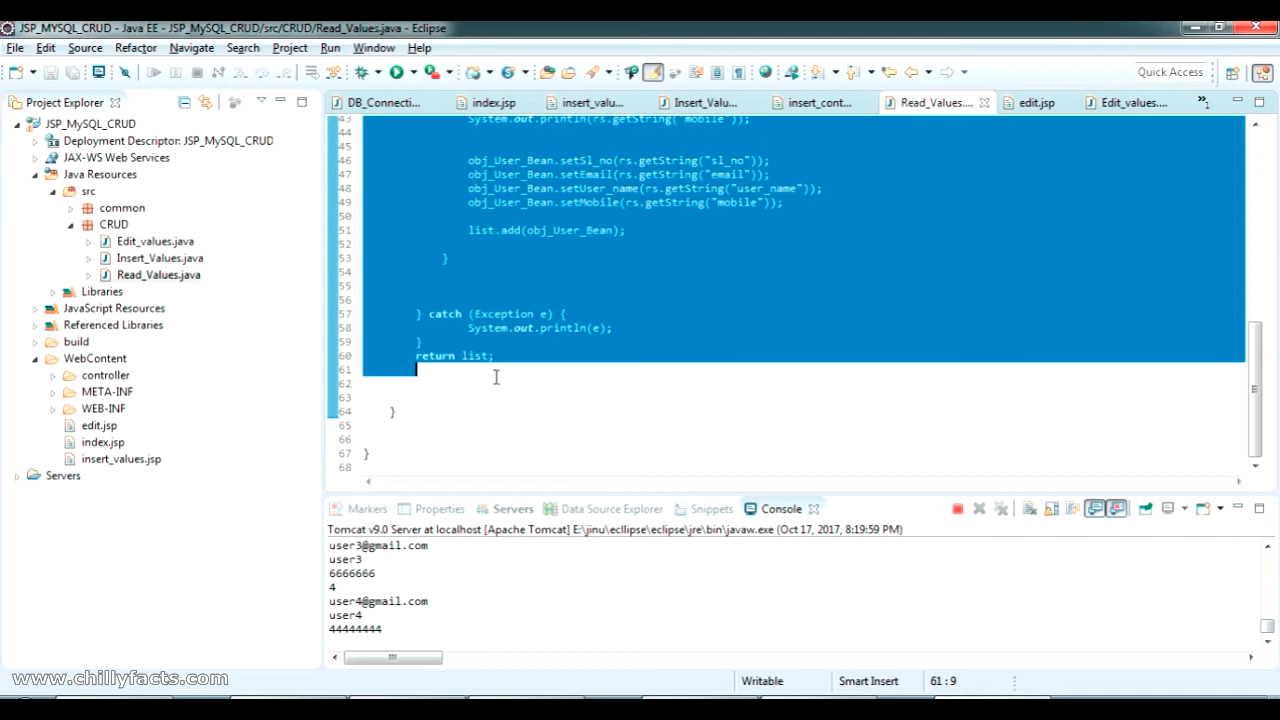 JSP_MYSQL_CRUD - Java EE - JSP_MySQL_CRUD/src/CRUD/Read_Values.java - Eclipse
File Edit Source Refactor Navigate Search Project Run Window Help
Quick Access
Project Explorer
DB_Connecti... index.jsp insert_valu... Insert_Valu... insert_cont... Read_Values.... edit.jsp Edit_values.... »1
JSP_MySQL_CRUD
Deployment Descriptor: JSP_MySQL_CRUD
JAX-WS Web Services
Java Resources
src
common
CRUD
Edit_values.java
Insert_Values.java
Read_Values.java
Libraries
JavaScript Resources
Referenced Libraries
build
WebContent
controller
META-INF
WEB-INF
edit.jsp
index.jsp
insert_values.jsp
Servers
43 System.out.println(rs.getString("mobile"));
44
45
46 obj_User_Bean.setSl_no(rs.getString("sl_no"));
47 obj_User_Bean.setEmail(rs.getString("email"));
48 obj_User_Bean.setUser_name(rs.getString("user_name"));
49 obj_User_Bean.setMobile(rs.getString("mobile"));
50
51 list.add(obj_User_Bean);
52
53 }
54
55
56
57 } catch (Exception e) {
58 System.out.println(e);
59 }
60 return list;
61
62
63
64 }
65
66
67 }
68
Markers Properties Servers Data Source Explorer Snippets Console
Tomcat v9.0 Server at localhost [Apache Tomcat] E:\jinu\ecllipse\eclipse\jre\bin\javaw.exe (Oct 17, 2017, 8:19:59 PM)
user3@gmail.com
user3
6666666
4
user4@gmail.com
user4
44444444
www.chillyfacts.com
Writable Smart Insert 61 : 9